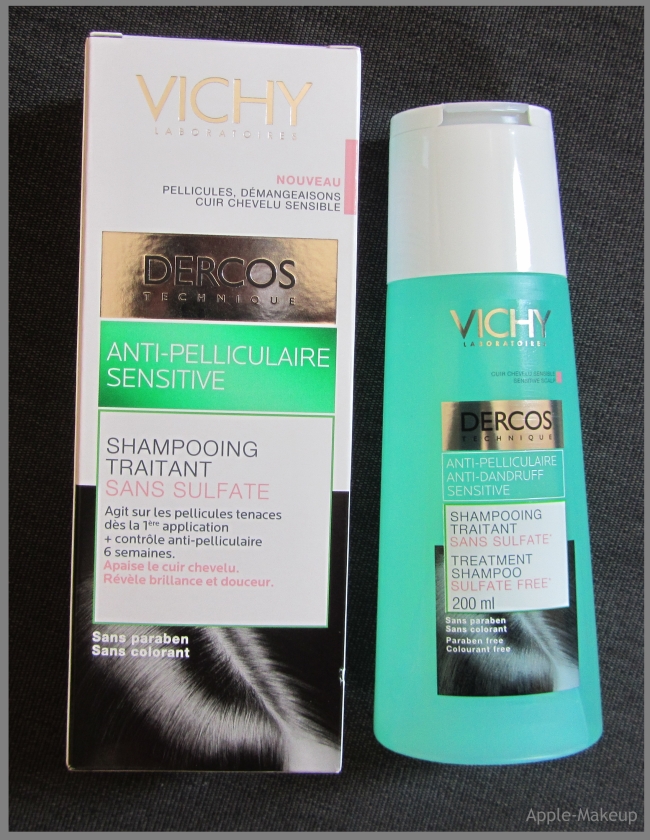 VICHY
LABORATOIRES
NOUVEAU
PELLICULES, DÉMANGEAISONS
CUIR CHEVELU SENSIBLE
DERCOS
TECHNIQUE
ANTI-PELLICULAIRE
SENSITIVE
SHAMPOOING
TRAITANT
SANS SULFATE
Agit sur les pellicules tenaces
dès la 1ère application
+ contrôle anti-pelliculaire
6 semaines.
Apaise le cuir chevelu.
Révèle brillance et douceur.
Sans paraben
Sans colorant
VICHY
LABORATOIRES
CUIR CHEVELU SENSIBLE
SENSITIVE SCALP
DERCOS
TECHNIQUE
ANTI-PELLICULAIRE
ANTI-DANDRUFF
SENSITIVE
SHAMPOOING
TRAITANT
SANS SULFATE*
TREATMENT
SHAMPOO
SULFATE FREE*
200 ml
Sans paraben
Sans colorant
Paraben free
Colourant free
Apple-Makeup